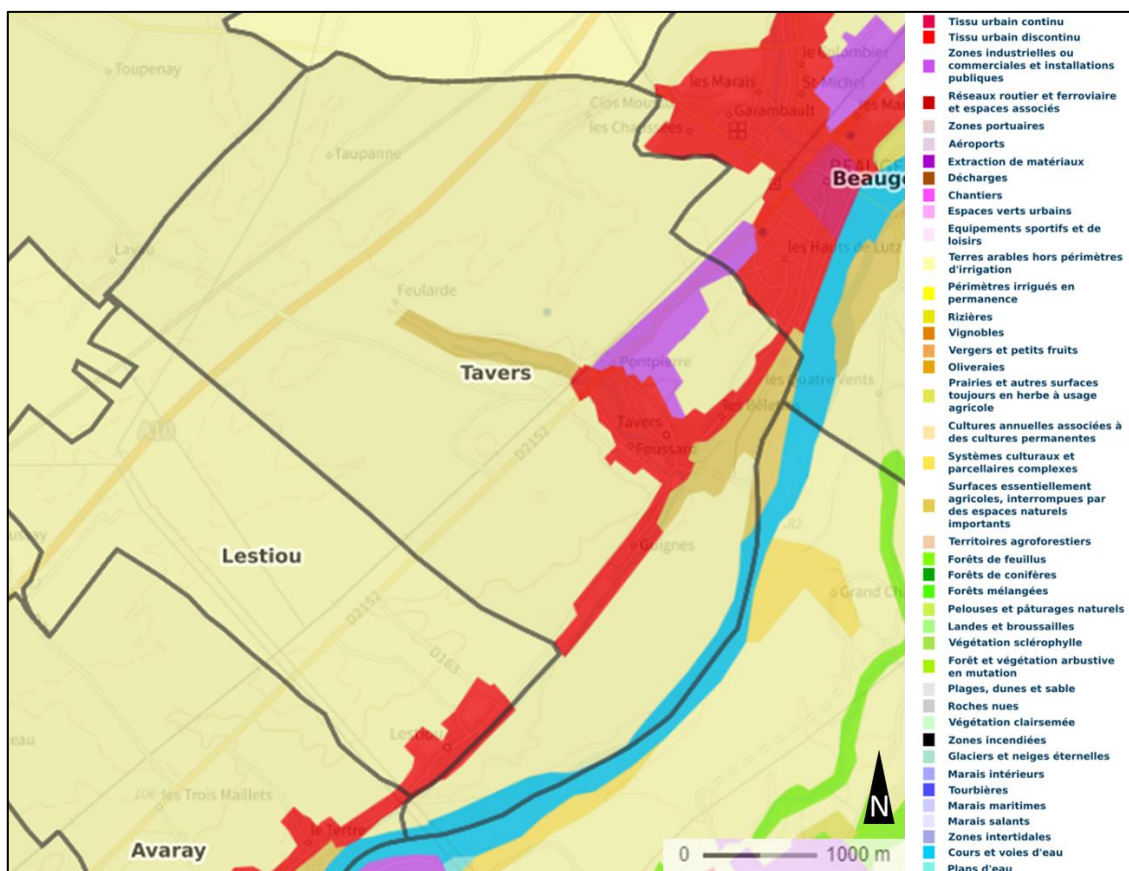 Toupenay
le Colombier
les Marais
St-Michel
Garambault
les Chaussées
Taupanne
Beauge
les Hauts de Lutz
Feularde
Pontpierre
Tavers
les Quatre Vents
Tavers
Foussard
A10
D2152
.82
Lestiou
Guignes
D2152
D163
Lestiou
les Trois Maillets
le Tertre
Avaray
N
0 1000 m
Tissu urbain continu
Tissu urbain discontinu
Zones industrielles ou
commerciales et installations
publiques
Réseaux routier et ferroviaire
et espaces associés
Zones portuaires
Aéroports
Extraction de matériaux
Décharges
Chantiers
Espaces verts urbains
Equipements sportifs et de
loisirs
Terres arables hors périmètres
d'irrigation
Périmètres irrigués en
permanence
Rizières
Vignobles
Vergers et petits fruits
Oliveraies
Prairies et autres surfaces
toujours en herbe à usage
agricole
Cultures annuelles associées à
des cultures permanentes
Systèmes culturaux et
parcellaires complexes
Surfaces essentiellement
agricoles, interrompues par
des espaces naturels
importants
Territoires agroforestiers
Forêts de feuillus
Forêts de conifères
Forêts mélangées
Pelouses et pâturages naturels
Landes et broussailles
Végétation sclérophylle
Forêt et végétation arbustive
en mutation
Plages, dunes et sable
Roches nues
Végétation clairsemée
Zones incendiées
Glaciers et neiges éternelles
Marais intérieurs
Tourbières
Marais maritimes
Marais salants
Zones intertidales
Cours et voies d'eau
Plans d'eau